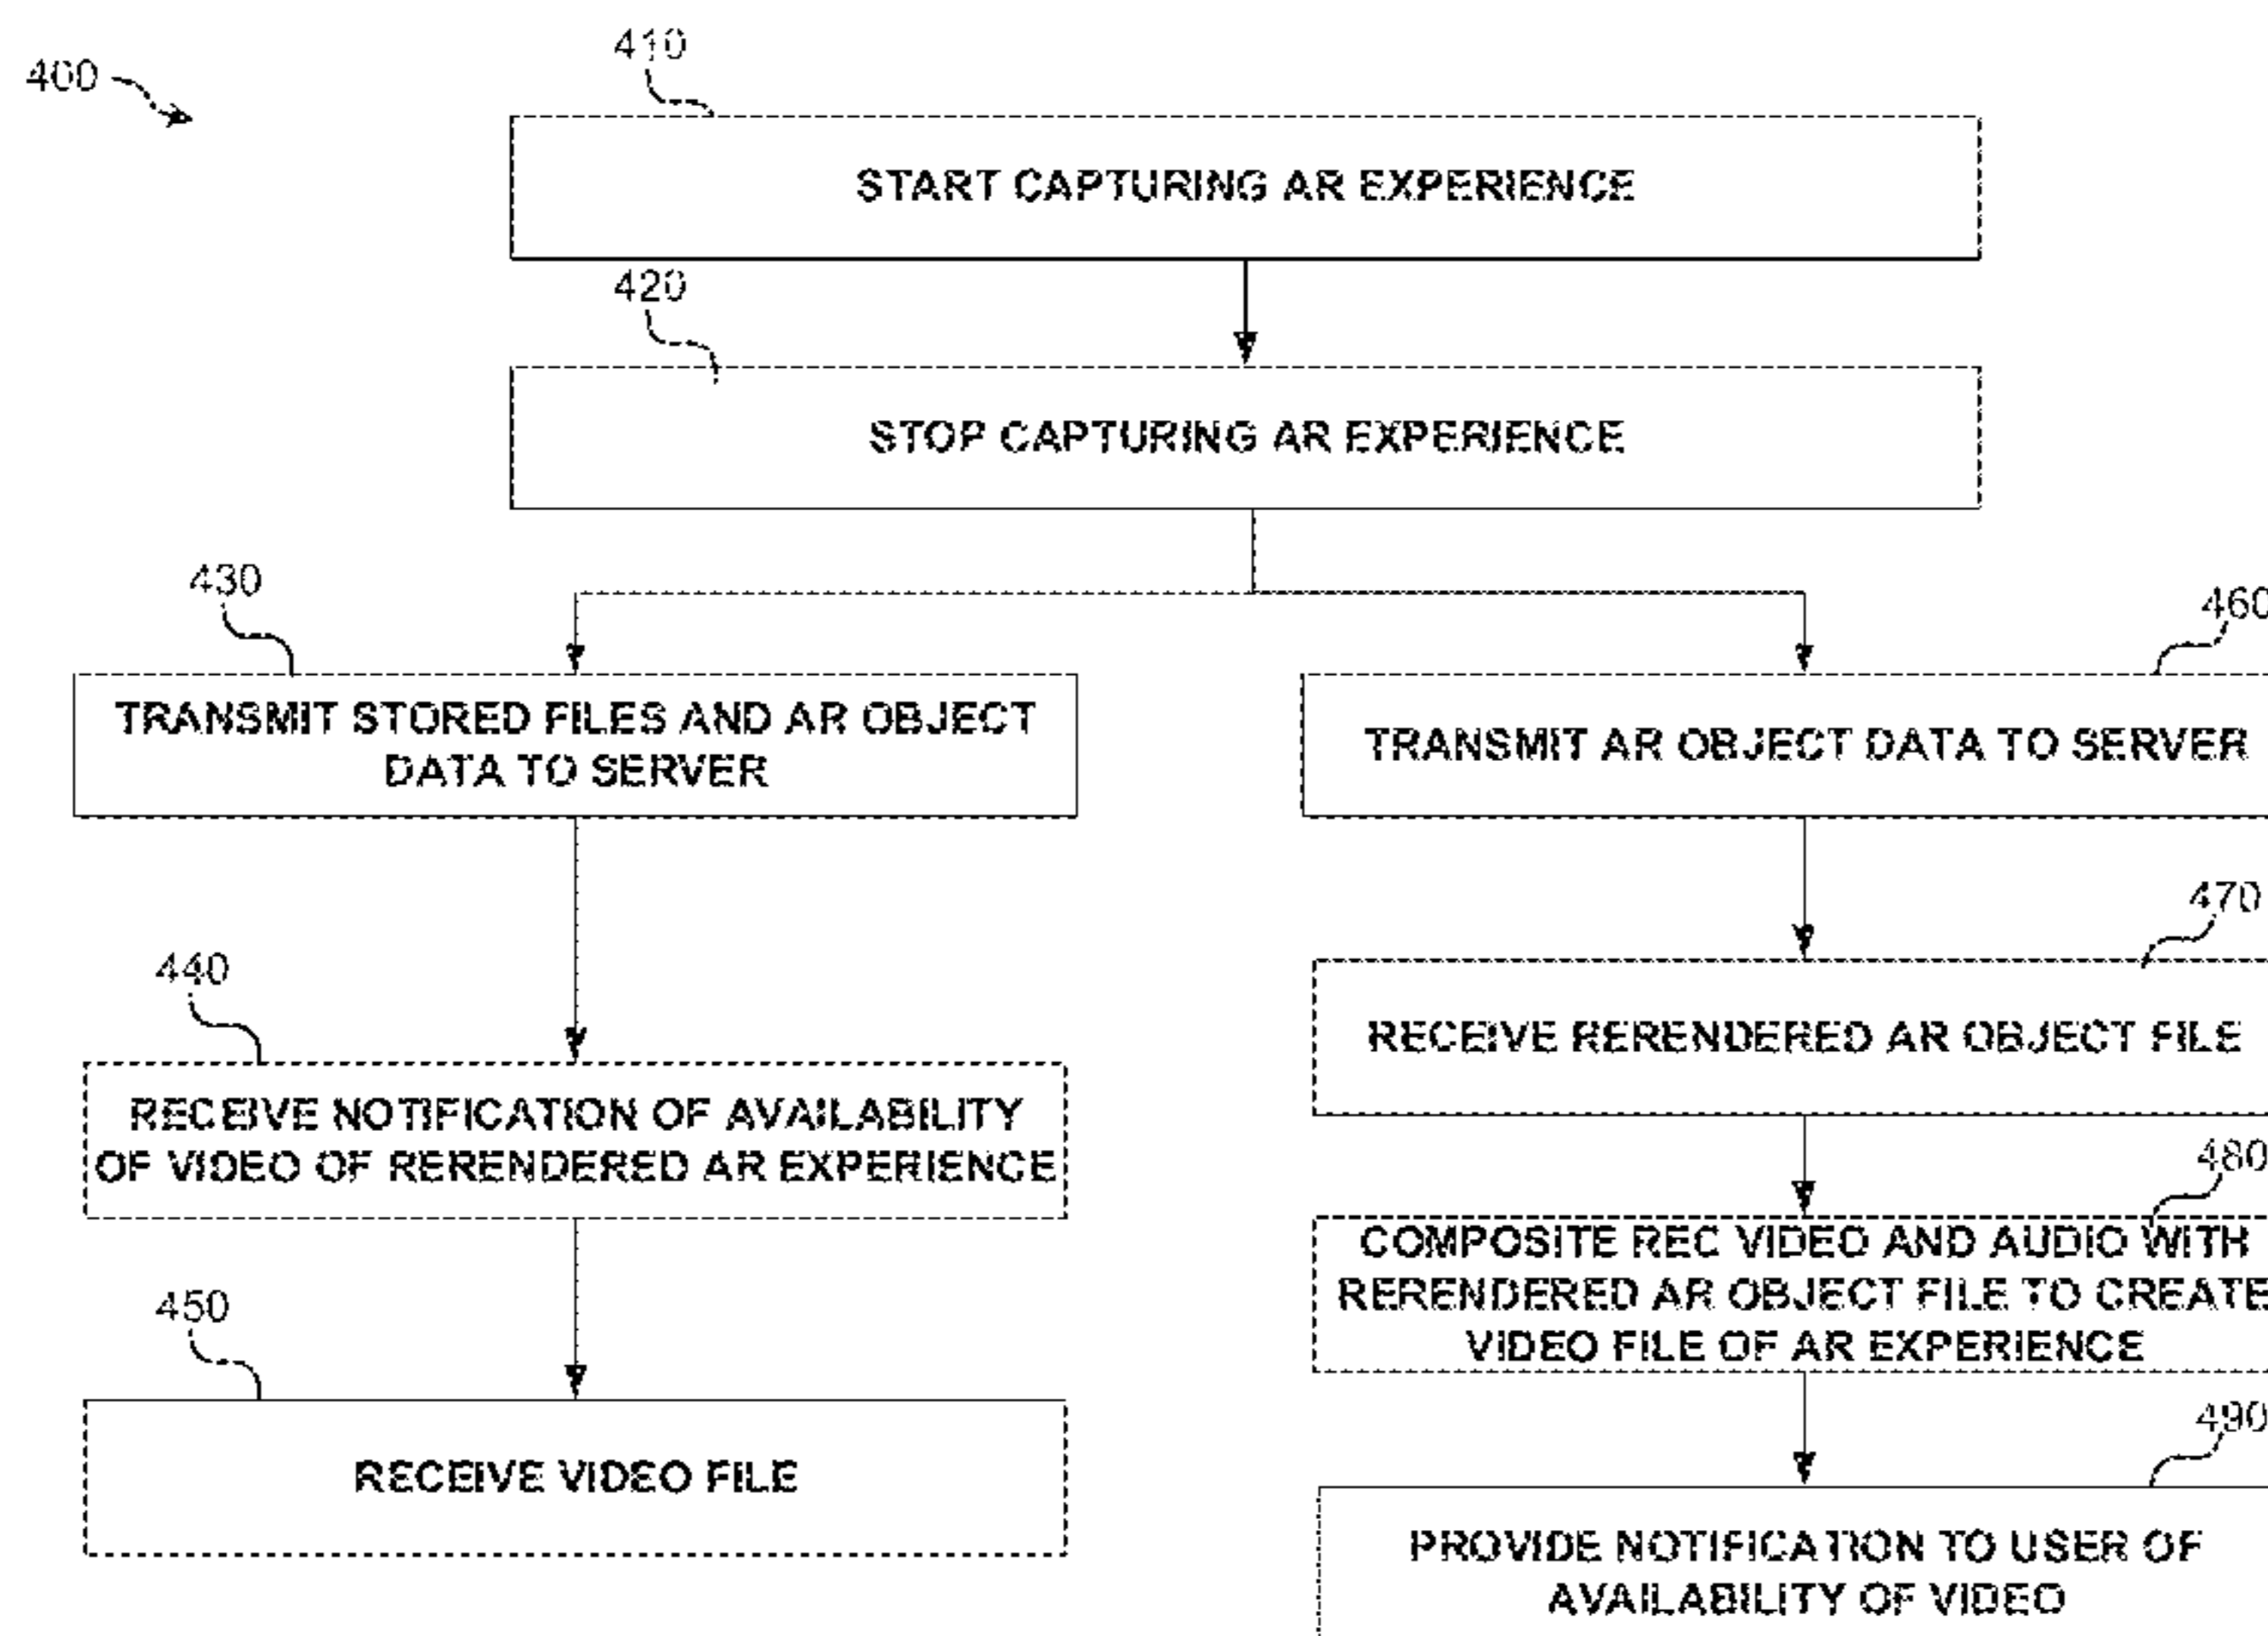 400
410
START CAPTURING AR EXPERIENCE
420
STOP CAPTURING AR EXPERIENCE
430
TRANSMIT STORED FILES AND AR OBJECT
DATA TO SERVER
440
RECEIVE NOTIFICATION OF AVAILABILITY
OF VIDEO OF RERENDERED AR EXPERIENCE
450
RECEIVE VIDEO FILE
460
TRANSMIT AR OBJECT DATA TO SERVER
470
RECEIVE RERENDERED AR OBJECT FILE
480
COMPOSITE REC VIDEO AND AUDIO WITH
RERENDERED AR OBJECT FILE TO CREATE
VIDEO FILE OF AR EXPERIENCE
490
PROVIDE NOTIFICATION TO USER OF
AVAILABILITY OF VIDEO